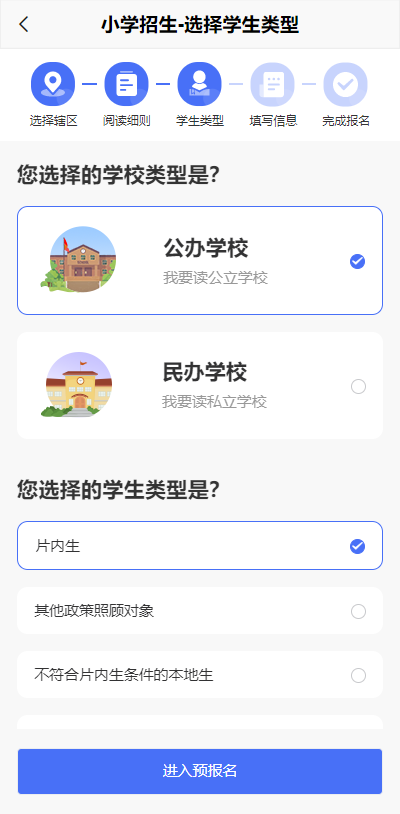 小学招生-选择学生类型
选择辖区
阅读细则
学生类型
填写信息
完成报名
您选择的学校类型是？
公办学校
我要读公立学校
民办学校
我要读私立学校
您选择的学生类型是？
片内生
其他政策照顾对象
不符合片内生条件的本地生
进入预报名